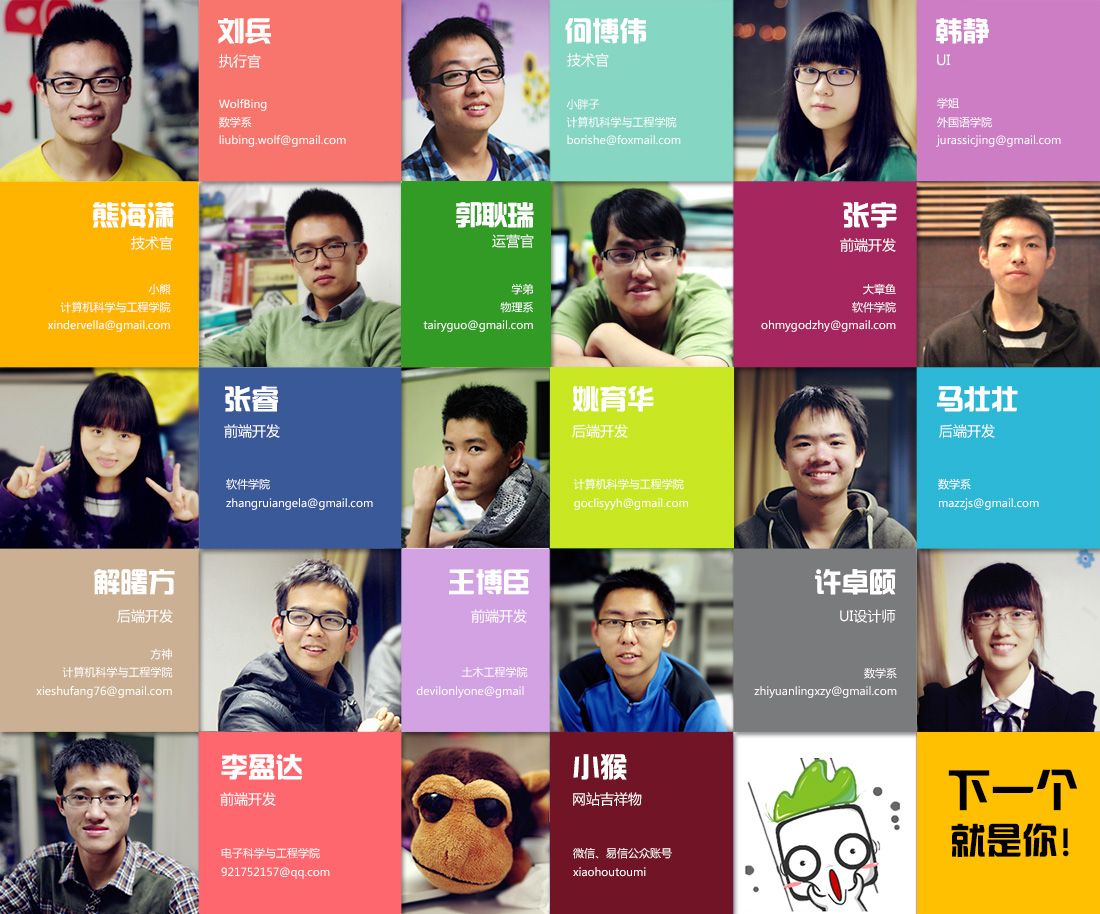 刘兵
执行官
WolfBing
数学系
liubing.wolf@gmail.com
何博伟
技术官
小胖子
计算机科学与工程学院
borishe@foxmail.com
韩静
UI
学姐
外国语学院
jurassicjing@gmail.com
熊海潇
技术官
小熊
计算机科学与工程学院
xindervella@gmail.com
郭耿瑞
运营官
学弟
物理系
tairyguo@gmail.com
张宇
前端开发
大章鱼
软件学院
ohmygodzhy@gmail.com
张睿
前端开发
软件学院
zhangruiangela@gmail.com
姚育华
后端开发
计算机科学与工程学院
goclisyyh@gmail.com
马壮壮
后端开发
数学系
mazzjs@gmail.com
解曙方
后端开发
方神
计算机科学与工程学院
xieshufang76@gmail.com
王博臣
前端开发
土木工程学院
devilonlyone@gmail
许卓颐
UI设计师
数学系
zhiyuanlingxzy@gmail.com
李盈达
前端开发
电子科学与工程学院
921752157@qq.com
小猴
网站吉祥物
微信、易信公众账号
xiaohoutoumi
下一个
就是你!